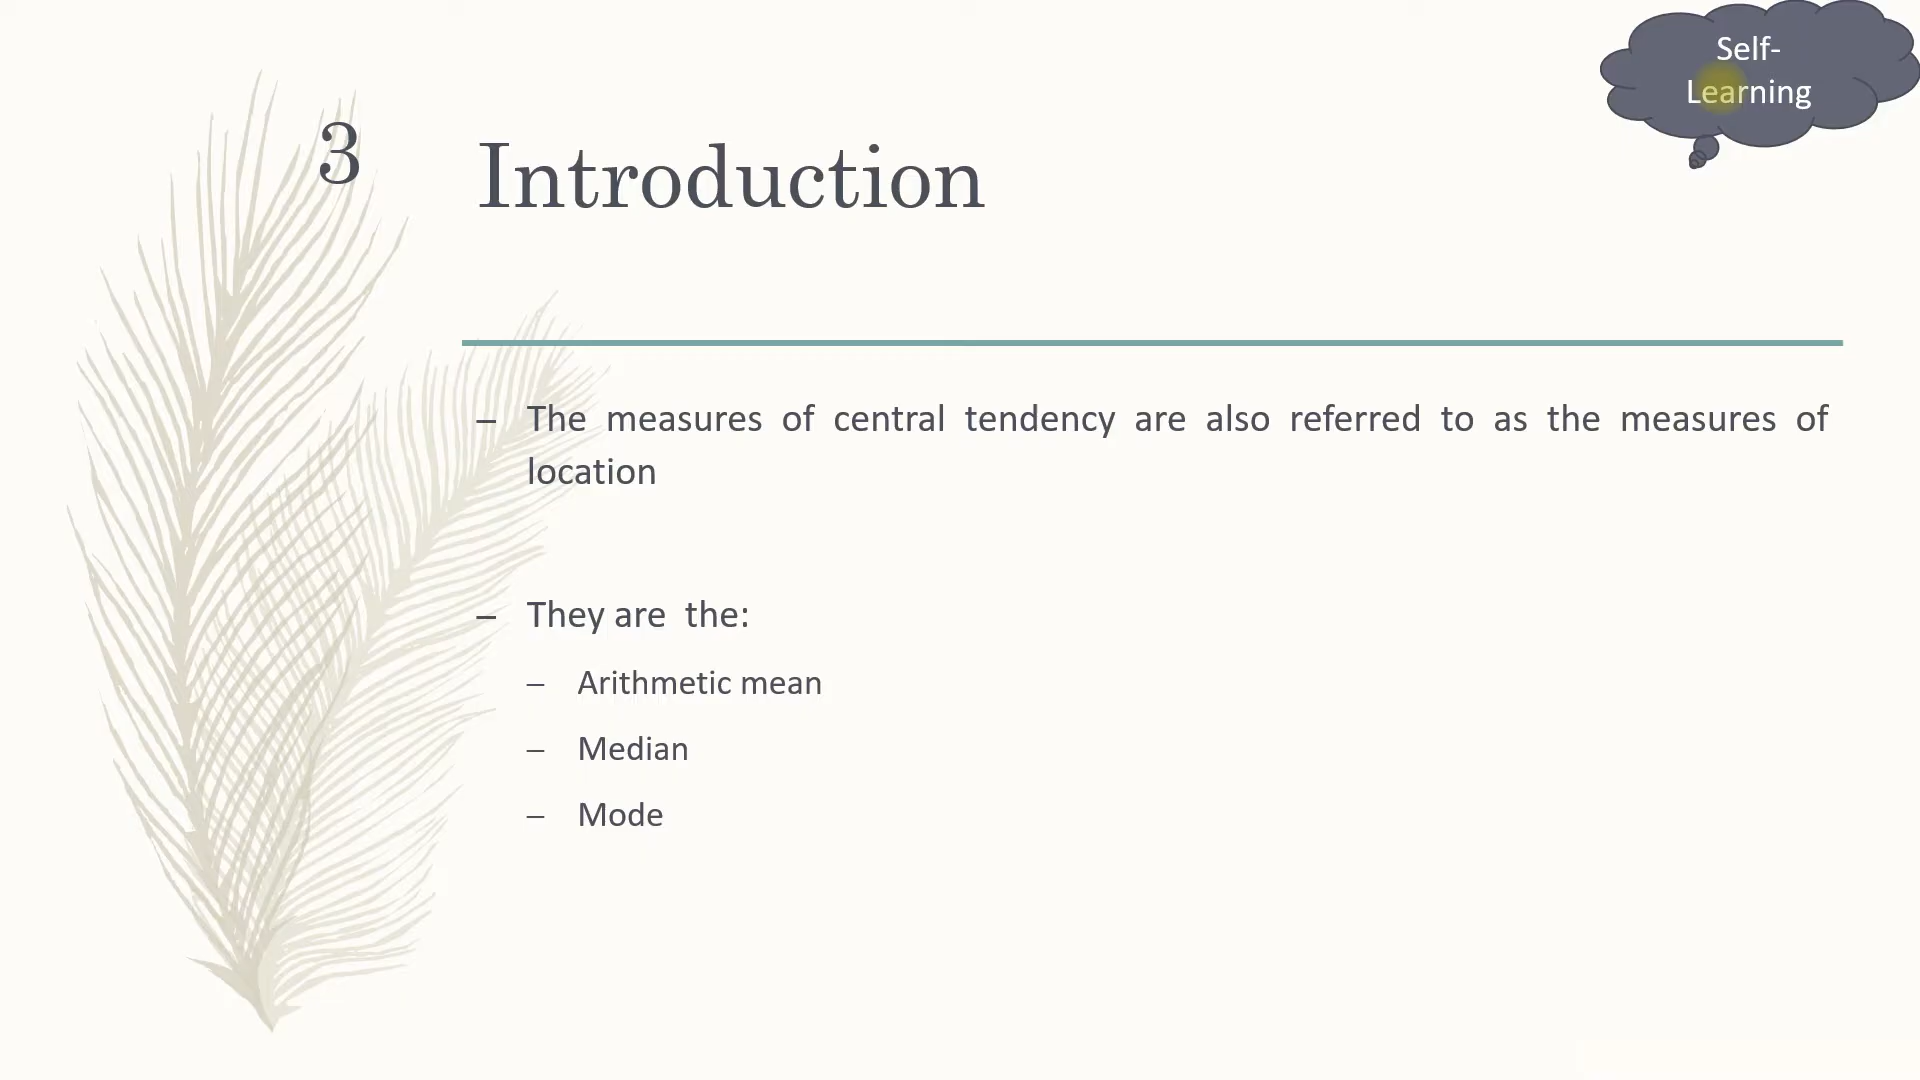 Self-
Learning
3
Introduction
– The measures of central tendency are also referred to as the measures of
location
– They are the:
– Arithmetic mean
– Median
– Mode